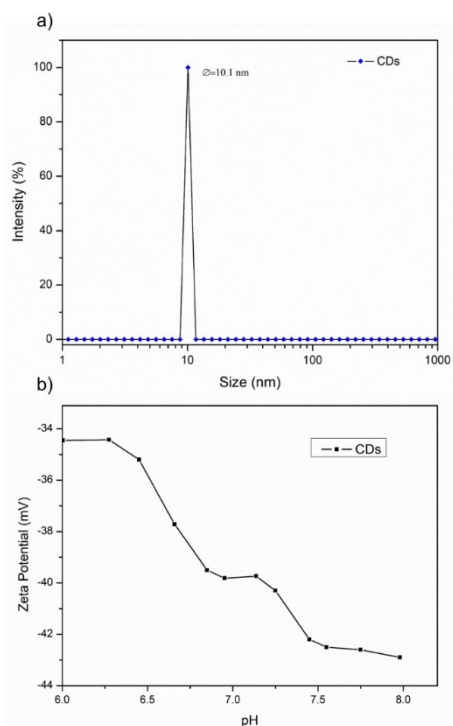 a)
100
80
60
40
20
0
Intensity (%)
CDs
∅=10.1 nm
1
10
100
1000
Size (nm)
b)
-34
-36
-38
-40
-42
-44
Zeta Potential (mV)
CDs
6.0
6.5
7.0
7.5
8.0
pH